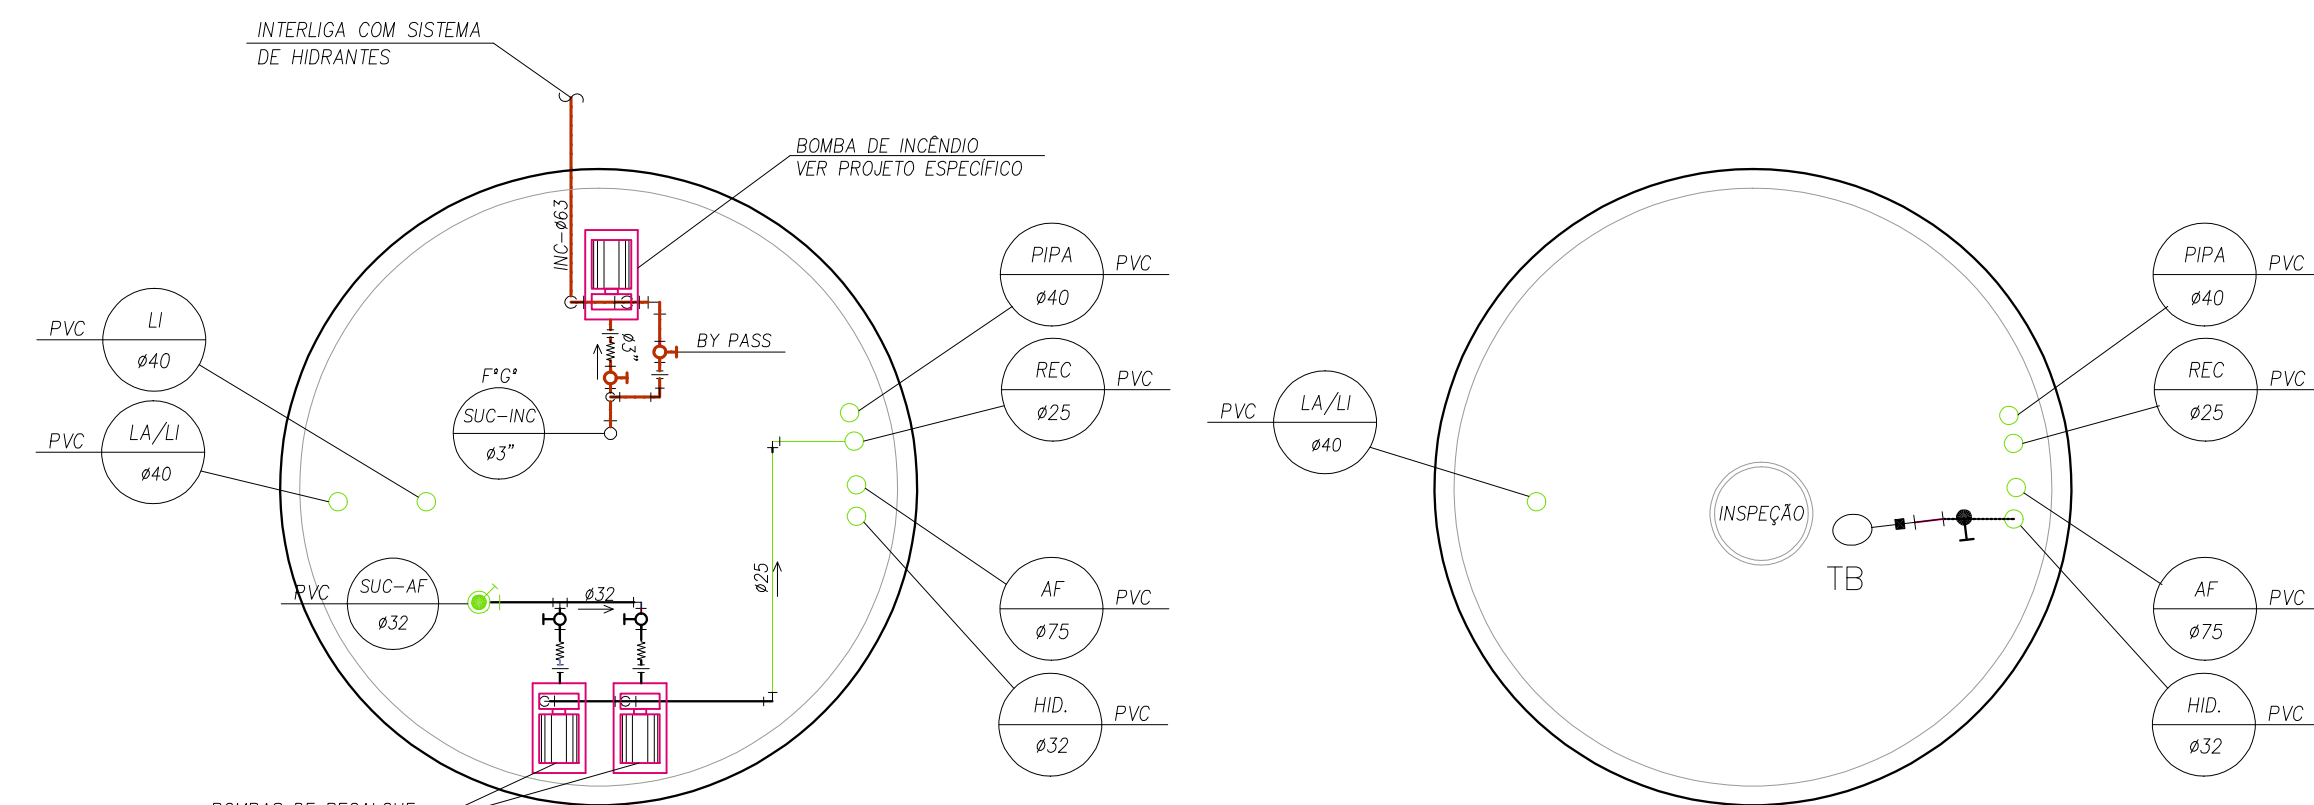 INTERLIGA COM SISTEMA
DE HIDRANTES
BOMBA DE INCÊNDIO
VER PROJETO ESPECÍFICO
INC-ø63
ø3"
BY PASS
F°G°
SUC-INC
ø3"
PVC
LI
ø40
PVC
LA/LI
ø40
PIPA
PVC
ø40
REC
PVC
ø25
AF
PVC
ø75
HID.
PVC
ø32
PVC
SUC-AF
ø32
ø32
ø25
BOMBAS DE RECALQUE
PVC
LA/LI
ø40
INSPEÇÃO
TB
PIPA
PVC
ø40
REC
PVC
ø25
AF
PVC
ø75
HID.
PVC
ø32